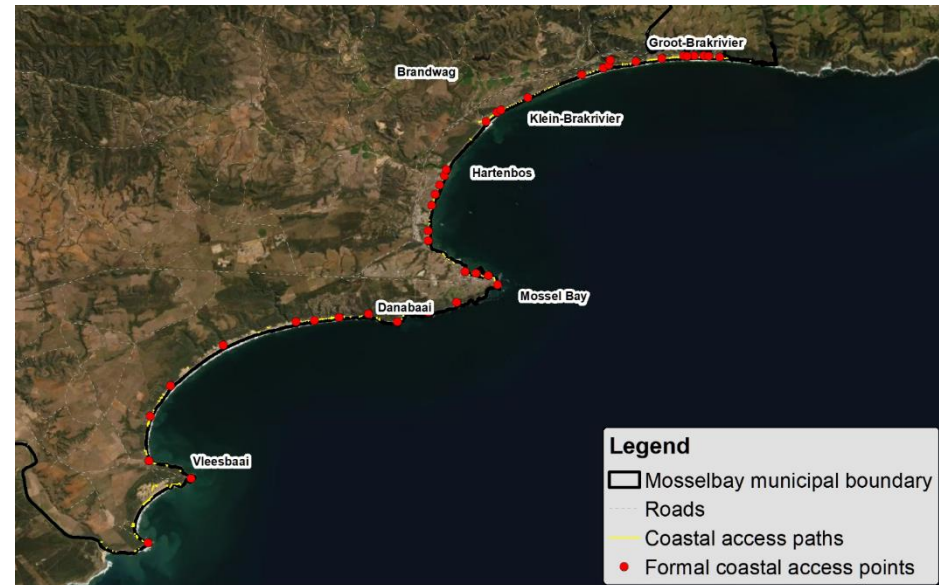 Groot-Brakrivier
Brandwag
Klein-Brakrivier
Hartenbos
Mossel Bay
Danabaai
Vleesbaai
Legend
Mosselbay municipal boundary
Roads
Coastal access paths
Formal coastal access points